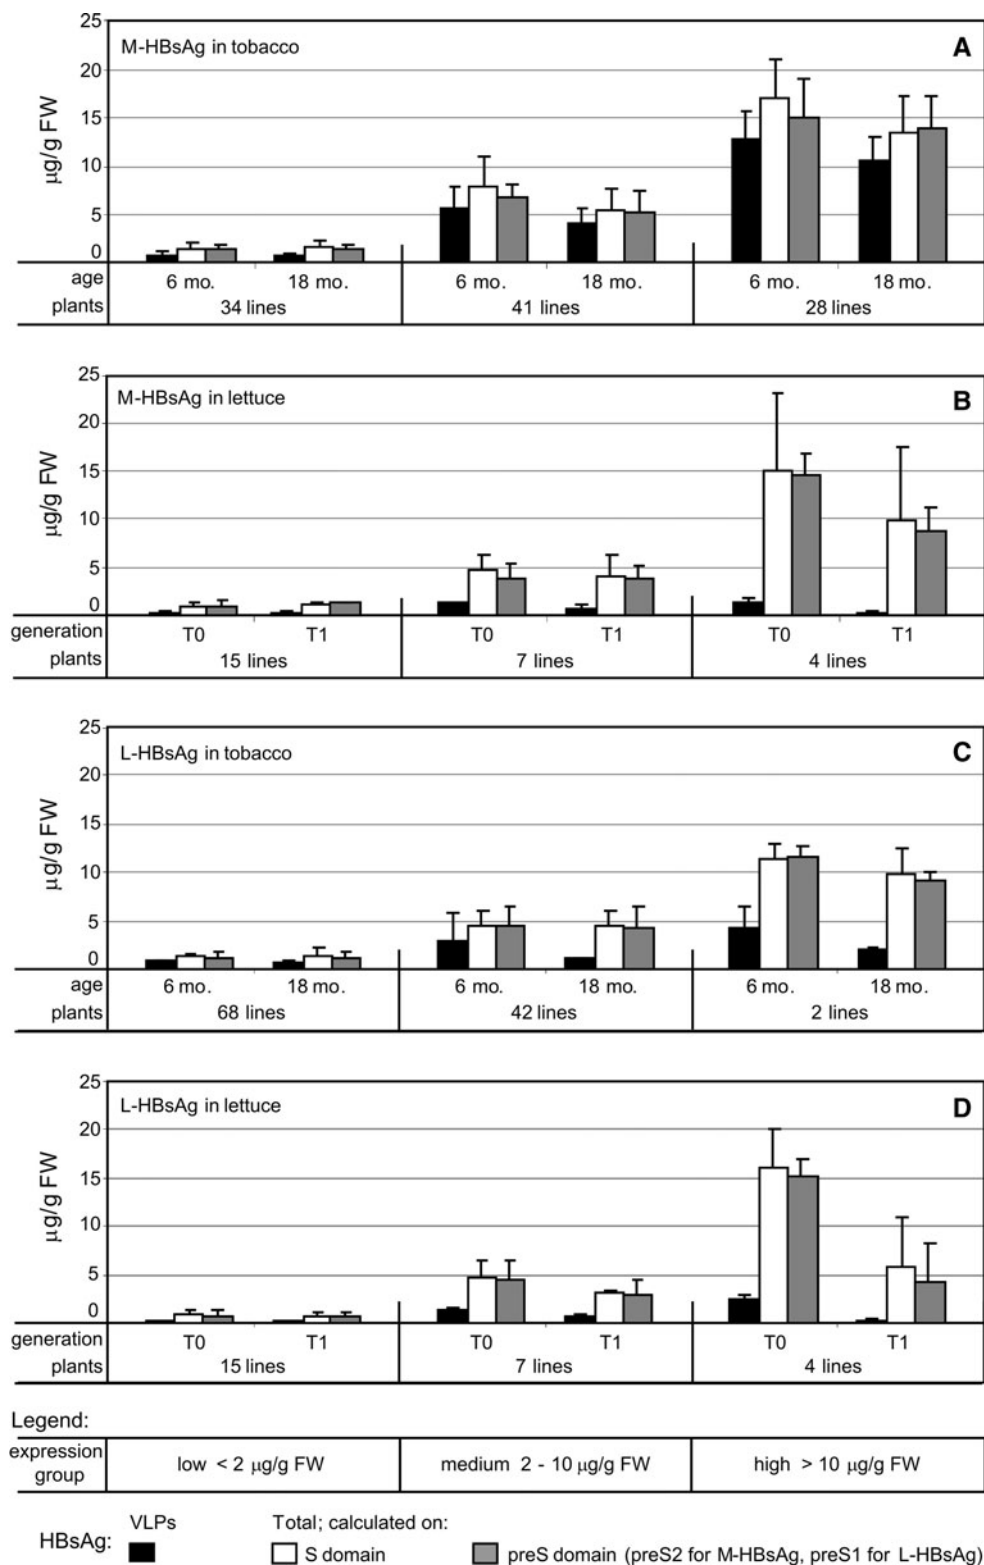 25
M-HBsAg in tobacco
A
20
15
10
5
0
µg/g FW
age
6 mo.
18 mo.
6 mo.
18 mo.
6 mo.
18 mo.
plants
34 lines
41 lines
28 lines
25
M-HBsAg in lettuce
B
20
15
10
5
0
µg/g FW
generation
T0
T1
T0
T1
T0
T1
plants
15 lines
7 lines
4 lines
25
L-HBsAg in tobacco
C
20
15
10
5
0
µg/g FW
age
6 mo.
18 mo.
6 mo.
18 mo.
6 mo.
18 mo.
plants
68 lines
42 lines
2 lines
25
L-HBsAg in lettuce
D
20
15
10
5
0
µg/g FW
generation
T0
T1
T0
T1
T0
T1
plants
15 lines
7 lines
4 lines
Legend:
expression
group
low < 2 µg/g FW
medium 2 - 10 µg/g FW
high > 10 µg/g FW
HBsAg:
VLPs
Total; calculated on:
S domain
preS domain (preS2 for M-HBsAg, preS1 for L-HBsAg)